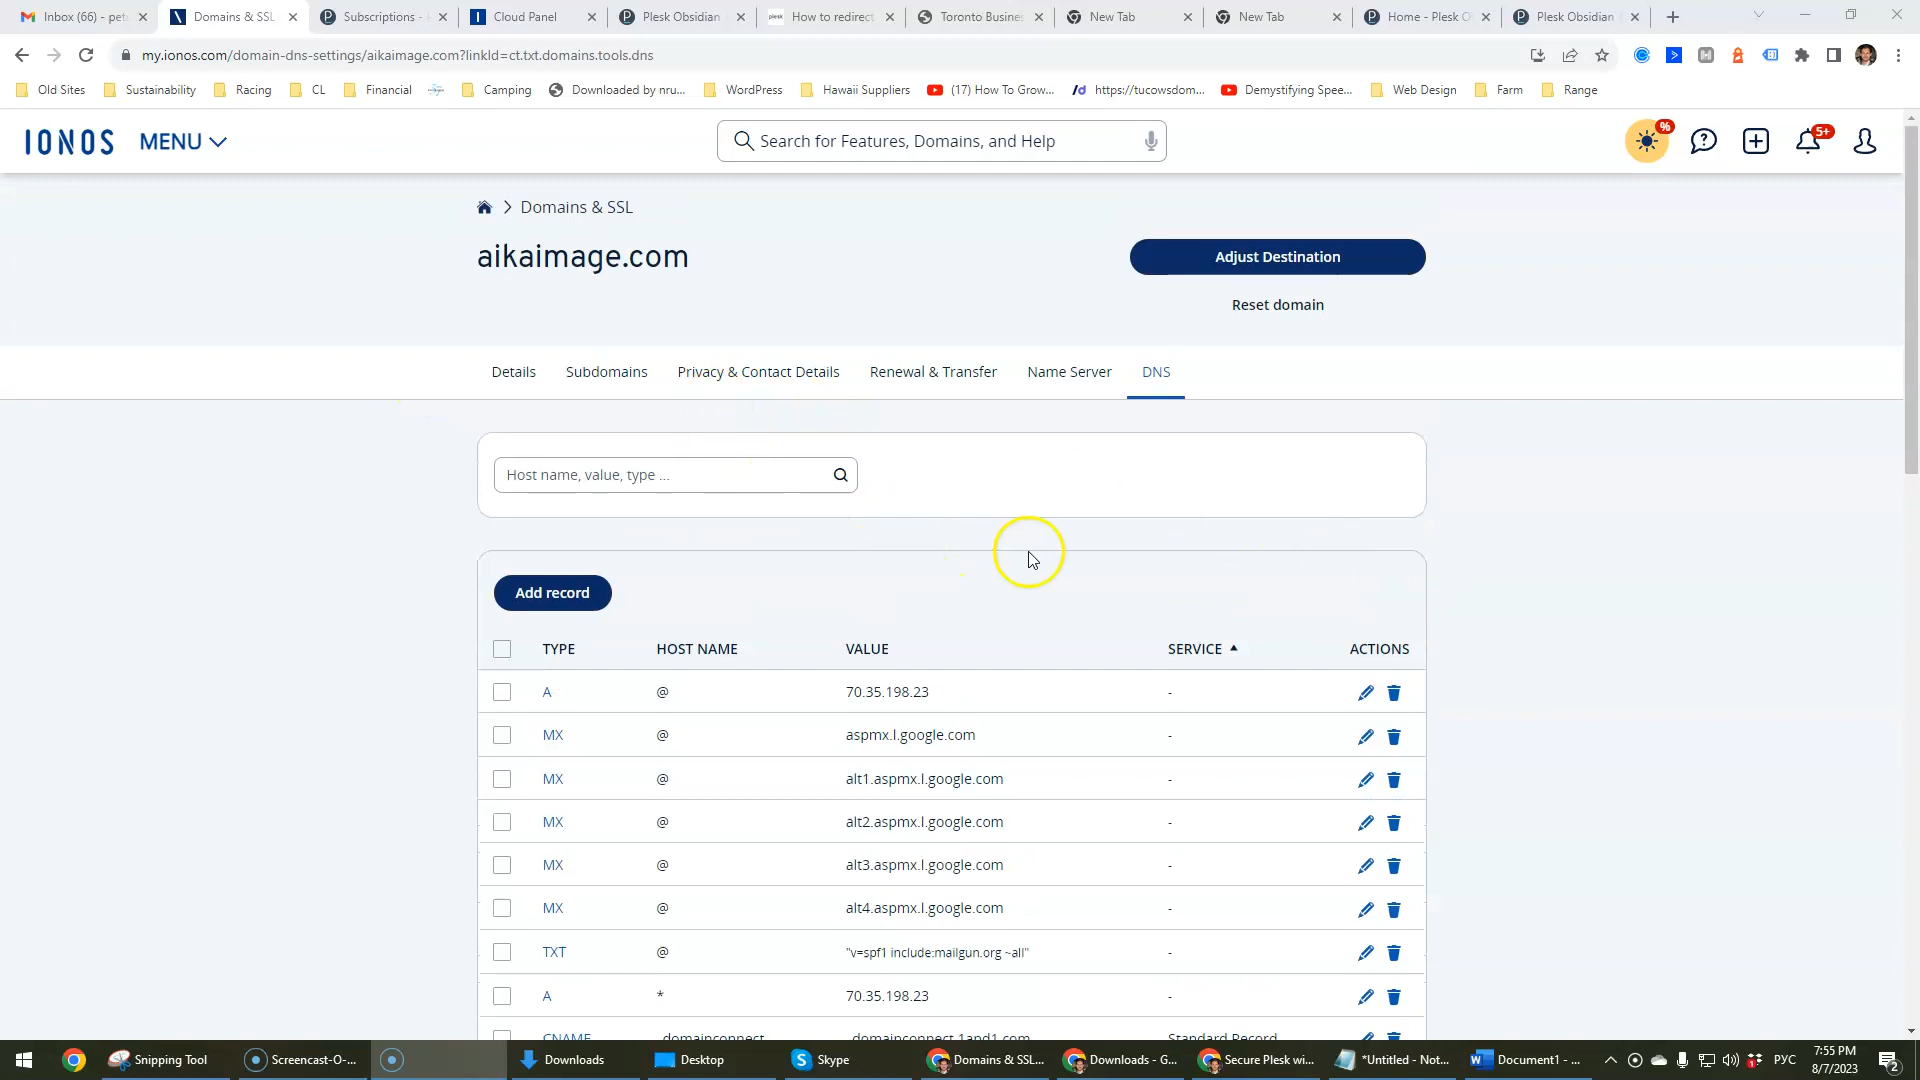 Inbox (66) - pet
Domains & SSL
Subscriptions -
Cloud Panel
Plesk Obsidian
How to redirect
Toronto Busine
New Tab
New Tab
Home - Plesk O
Plesk Obsidian
my.ionos.com/domain-dns-settings/aikaimage.com?linkId=ct.txt.domains.tools.dns
Old Sites
Sustainability
Racing
CL
Financial
Camping
Downloaded by nru...
WordPress
Hawaii Suppliers
(17) How To Grow...
https://tucowsdom...
Demystifying Spee...
Web Design
Farm
Range
IONOS
MENU
Search for Features, Domains, and Help
%
5+
Domains & SSL
aikaimage.com
Adjust Destination
Reset domain
Details
Subdomains
Privacy & Contact Details
Renewal & Transfer
Name Server
DNS
Host name, value, type ...
Add record
TYPE HOST NAME VALUE SERVICE ACTIONS
A @ 70.35.198.23 -
MX @ aspmx.l.google.com -
MX @ alt1.aspmx.l.google.com -
MX @ alt2.aspmx.l.google.com -
MX @ alt3.aspmx.l.google.com -
MX @ alt4.aspmx.l.google.com -
TXT @ "v=spf1 include:mailgun.org ~all" -
A * 70.35.198.23 -
CNAME _domainconnect _domainconnect.1and1.com Standard Record
Snipping Tool
Screencast-O-...
Downloads
Desktop
Skype
Domains & SSL...
Downloads - G...
Secure Plesk wi...
*Untitled - Not...
Document1 - ...
РУС
7:55 PM
8/7/2023
2